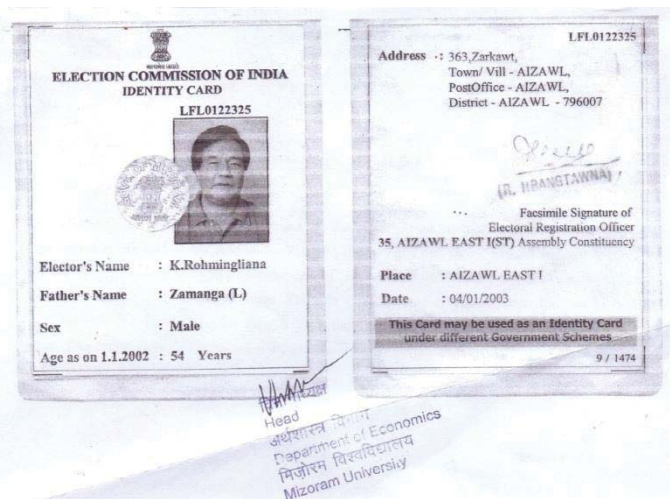 ELECTION COMMISSION OF INDIA
IDENTITY CARD
LFL0122325
Elector's Name : K.Rohmingliana
Father's Name : Zamanga (L)
Sex : Male
Age as on 1.1.2002 : 54 Years
LFL0122325
Address : 363,Zarkawt,
Town/ Vill - AIZAWL,
PostOffice - AIZAWL,
District - AIZAWL - 796007
(R. HRANGTAWNA)
Facsimile Signature of
Electoral Registration Officer
35, AIZAWL EAST I(ST) Assembly Constituency
Place : AIZAWL EAST I
Date : 04/01/2003
This Card may be used as an Identity Card
under different Government Schemes
9 / 1474
Head
अर्थशास्त्र विभाग
Department of Economics
मिज़ोरम विश्वविद्यालय
Mizoram University